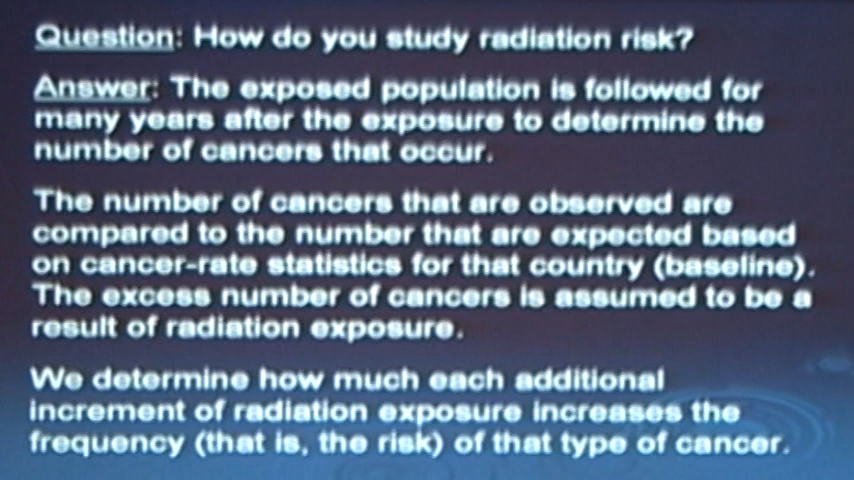 Question: How do you study radiation risk?
Answer: The exposed population is followed for
many years after the exposure to determine the
number of cancers that occur.
The number of cancers that are observed are
compared to the number that are expected based
on cancer-rate statistics for that country (baseline).
The excess number of cancers is assumed to be a
result of radiation exposure.
We determine how much each additional
increment of radiation exposure increases the
frequency (that is, the risk) of that type of cancer.